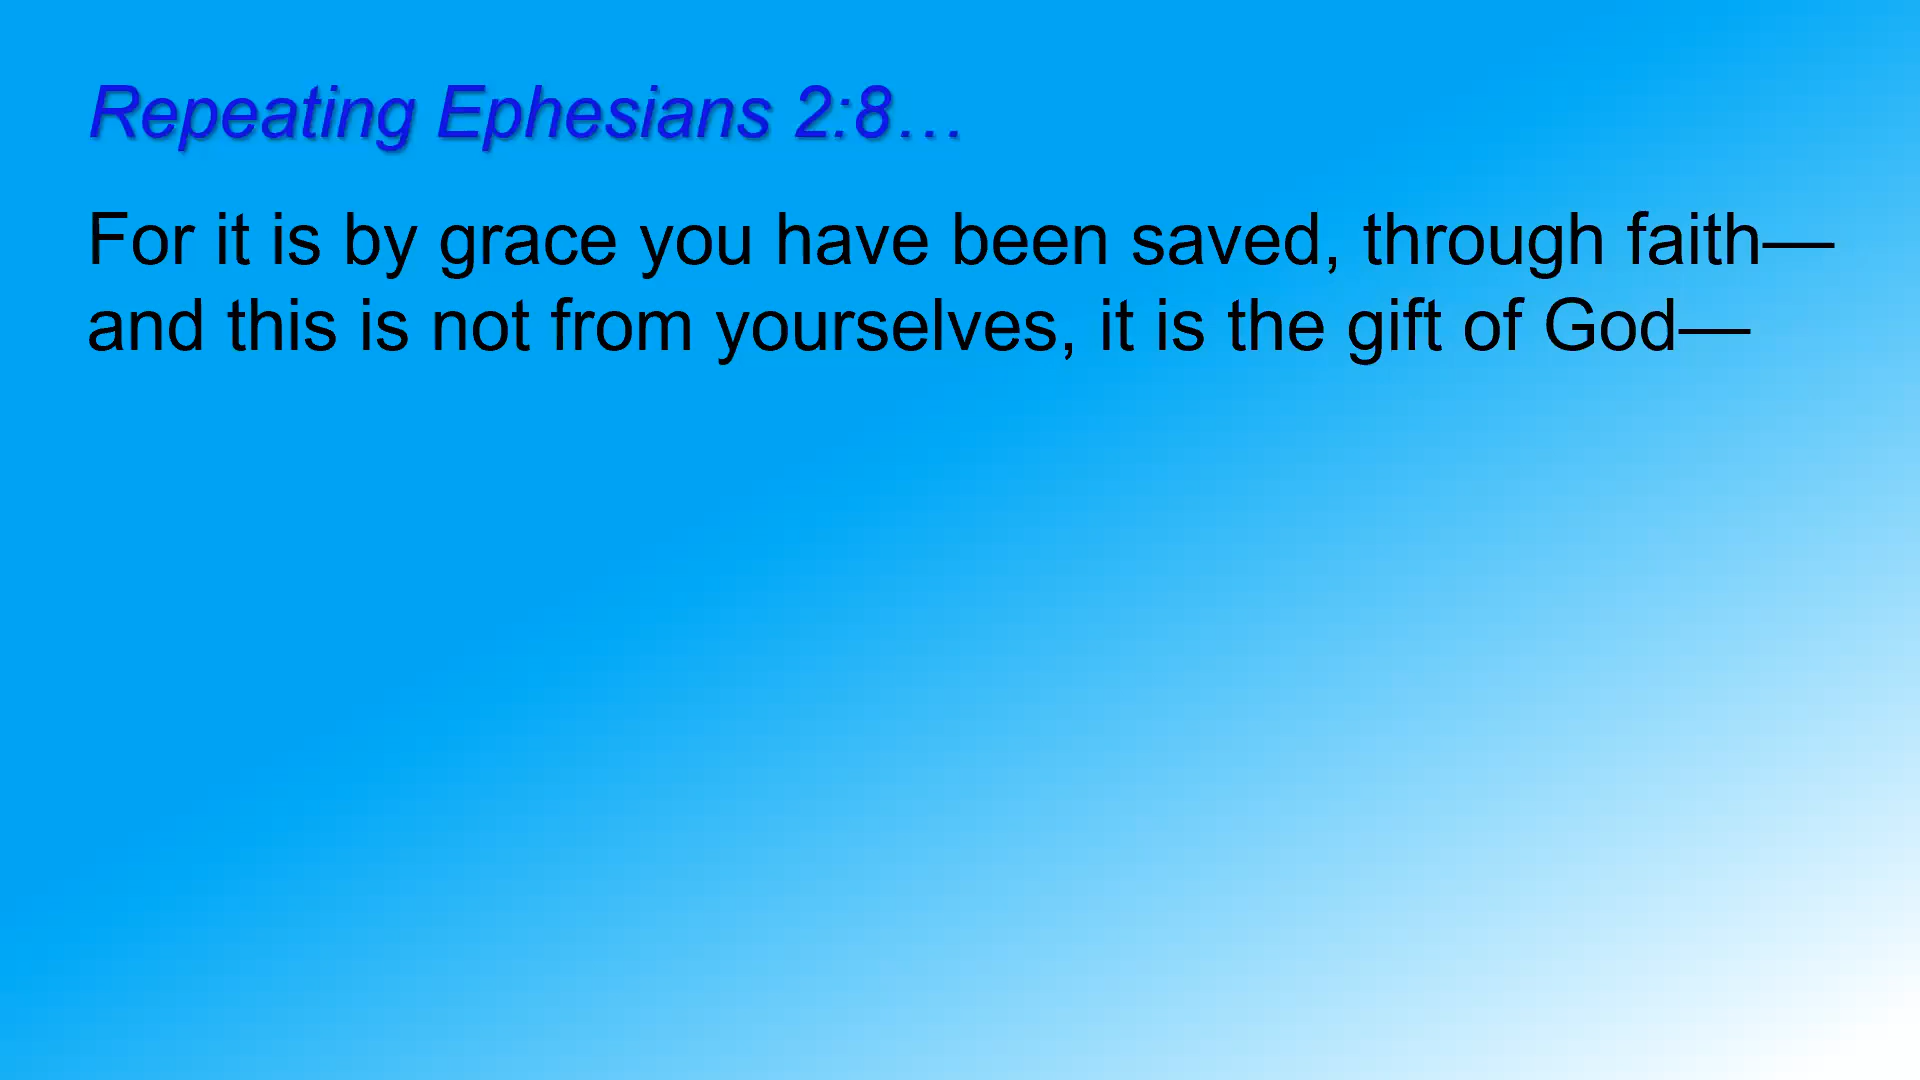 Repeating Ephesians 2:8…
For it is by grace you have been saved, through faith—
and this is not from yourselves, it is the gift of God—